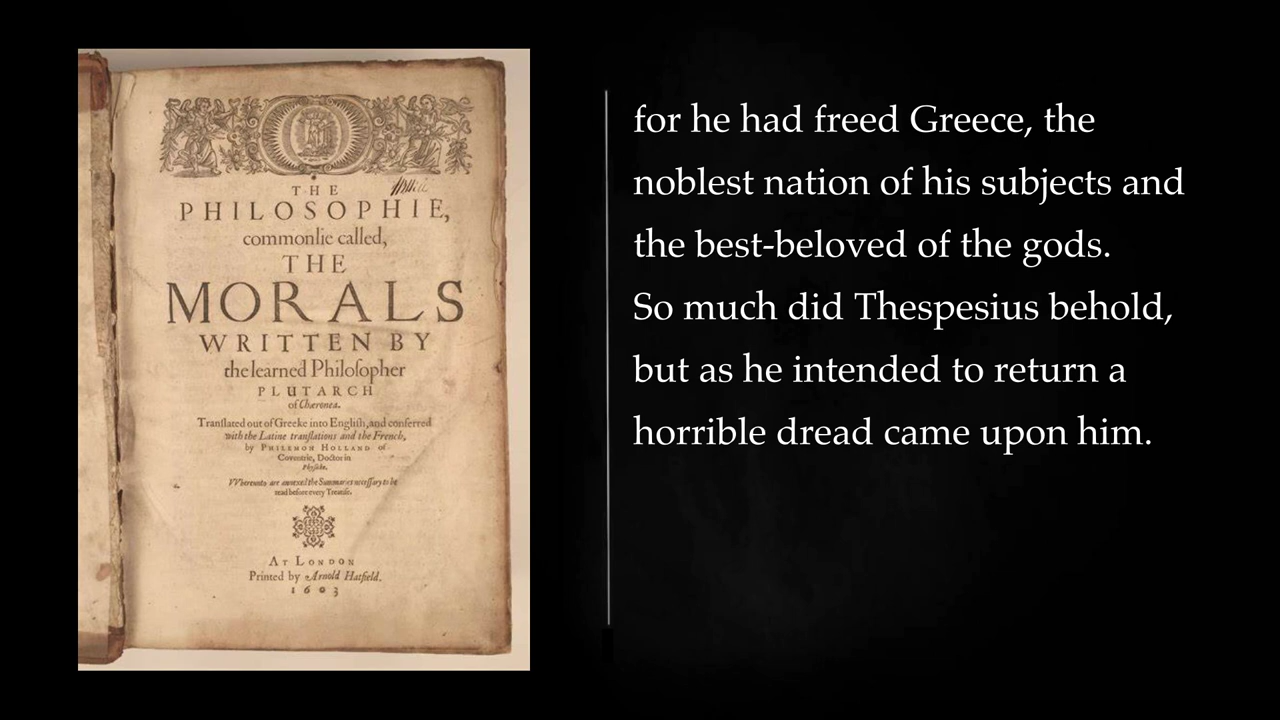 THE
PHILOSOPHIE,
commonlie called,
THE
MORALS
WRITTEN BY
the learned Philoſopher
PLUTARCH
of Chæronea.
Tranſlated out of Greeke into Engliſh, and conferred
with the Latine tranſlations and the French,
by PHILEMON HOLLAND of
Coventrie, Doctor in
Phyſicke.
VVhereunto are annexed the Summaries neceſſary to be
read before every Treatiſe.
AT LONDON
Printed by Arnold Hatfield.
1603
for he had freed Greece, the
noblest nation of his subjects and
the best-beloved of the gods.
So much did Thespesius behold,
but as he intended to return a
horrible dread came upon him.